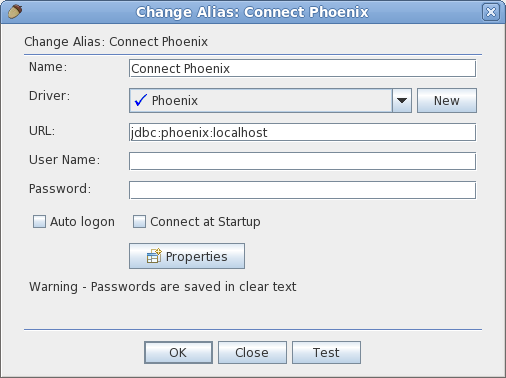 Change Alias: Connect Phoenix
Change Alias: Connect Phoenix
Name: Connect Phoenix
Driver: Phoenix New
URL: jdbc:phoenix:localhost
User Name:
Password:
Auto logon Connect at Startup
Properties
Warning - Passwords are saved in clear text
OK Close Test